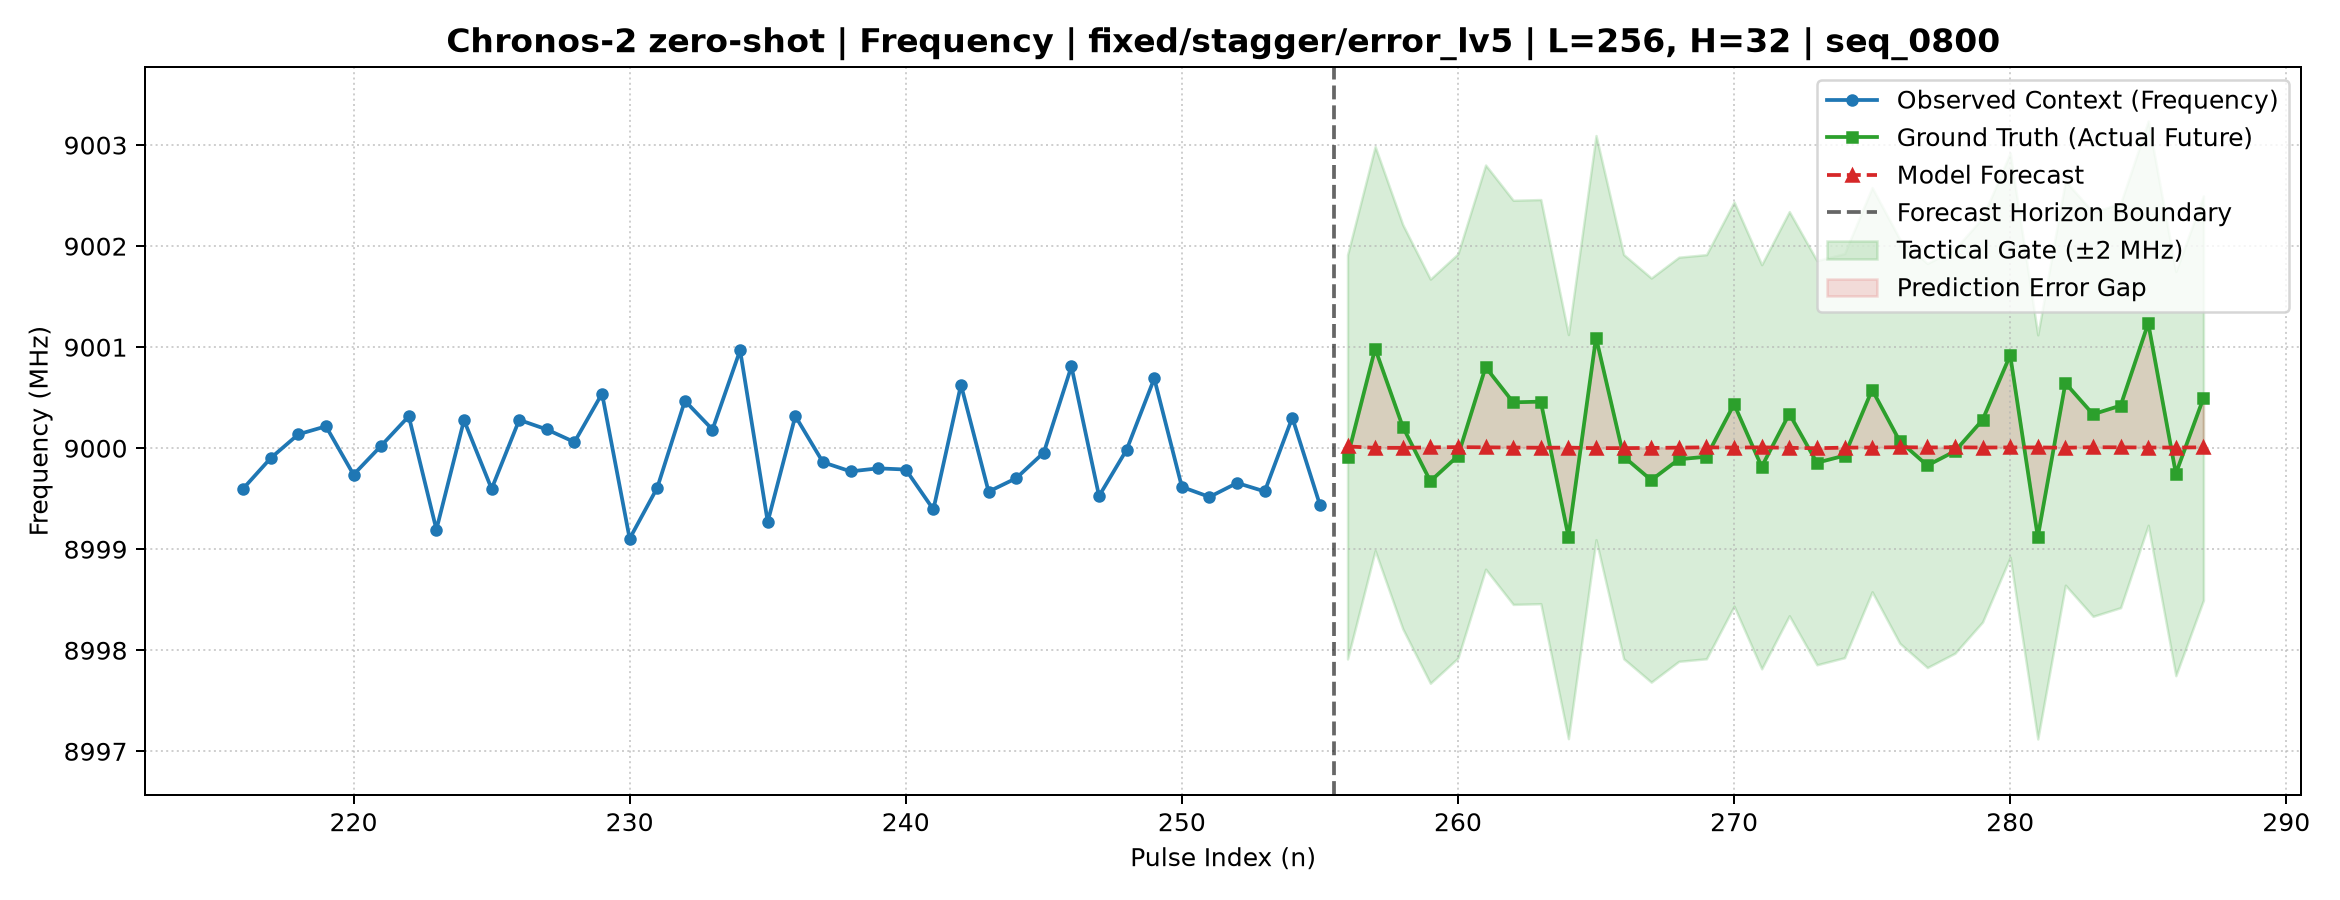 Chronos-2 zero-shot | Frequency | fixed/stagger/error_lv5 | L=256, H=32 | seq_0800
Observed Context (Frequency)
Ground Truth (Actual Future)
Model Forecast
Forecast Horizon Boundary
Tactical Gate (±2 MHz)
Prediction Error Gap
Frequency (MHz)
9003
9002
9001
9000
8999
8998
8997
220
230
240
250
260
270
280
290
Pulse Index (n)